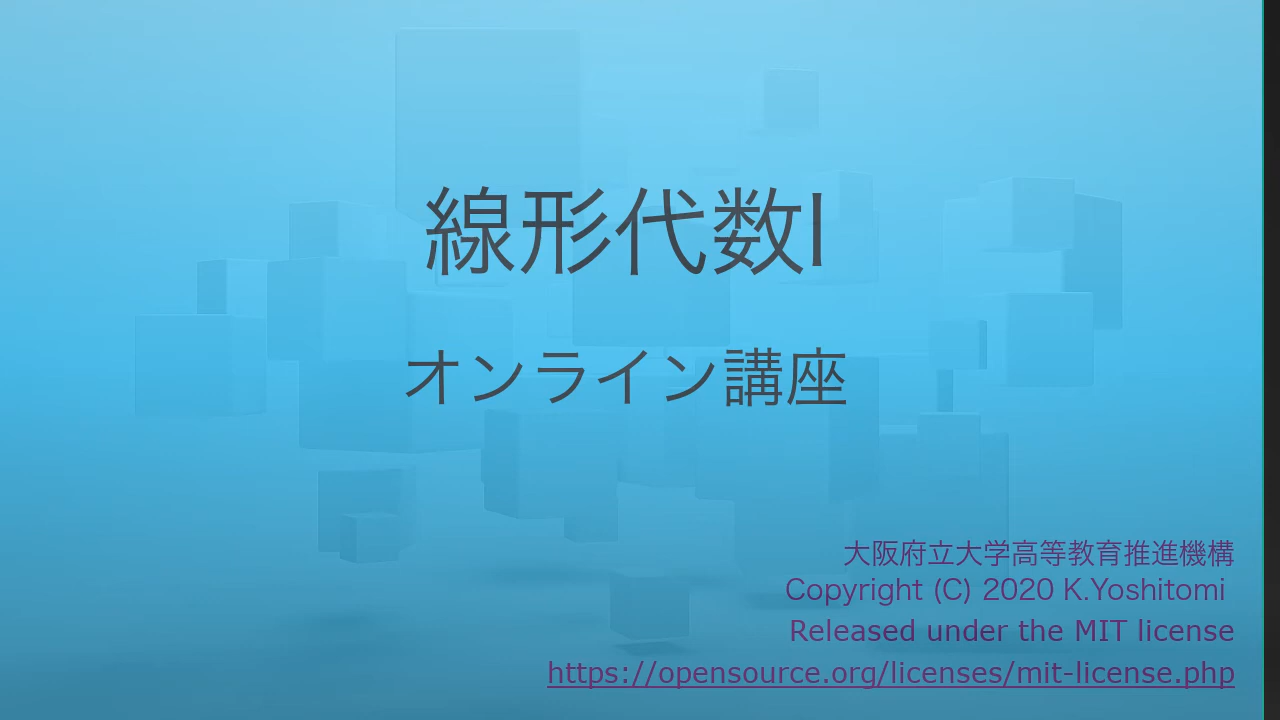 線形代数I
オンライン講座
大阪府立大学高等教育推進機構
Copyright (C) 2020 K.Yoshitomi
Released under the MIT license
https://opensource.org/licenses/mit-license.php